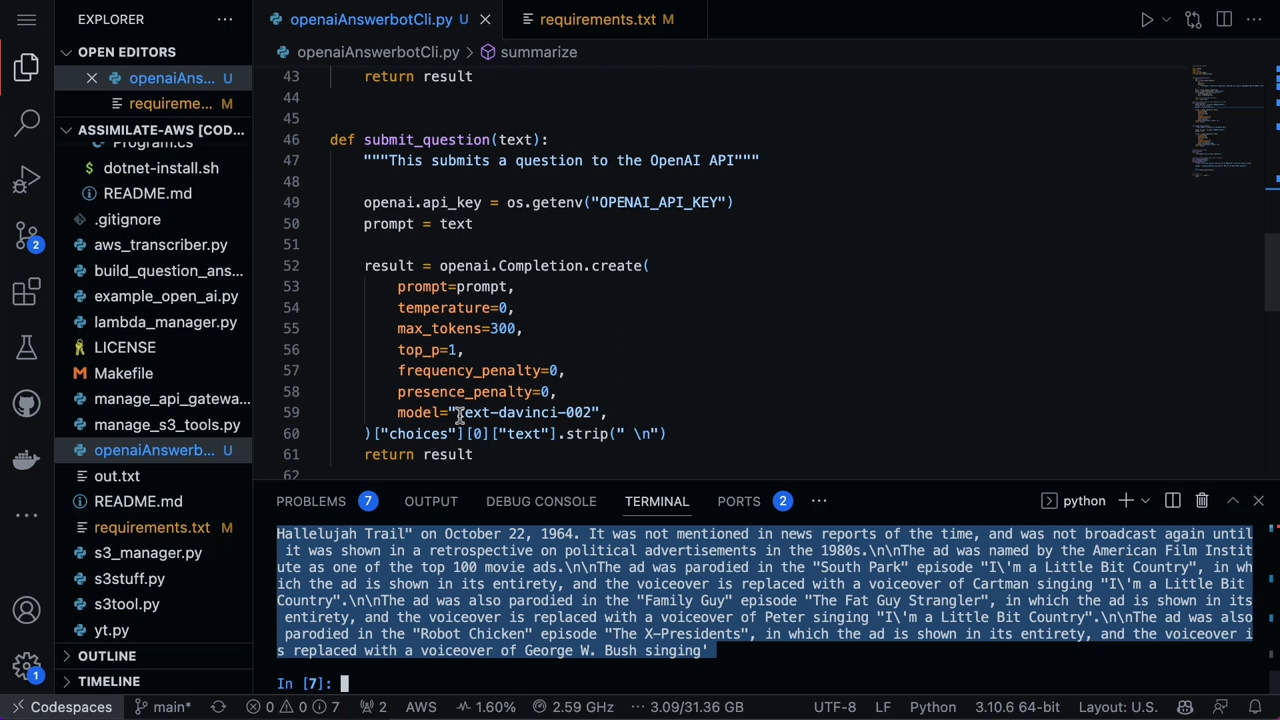 EXPLORER
openaiAnswerbotCli.py U
requirements.txt M
OPEN EDITORS
openaiAnswerbotCli.py > summarize
openaiAns... U
requireme... M
ASSIMILATE-AWS [COD...
Program.cs
dotnet-install.sh
README.md
.gitignore
aws_transcriber.py
2
build_question_ans...
example_open_ai.py
lambda_manager.py
LICENSE
Makefile
manage_api_gatewa...
manage_s3_tools.py
openaiAnswerb... U
out.txt
README.md
requirements.txt M
s3_manager.py
s3stuff.py
s3tool.py
yt.py
OUTLINE
1
TIMELINE
43 return result
44
45
46 def submit_question(text):
47 """This submits a question to the OpenAI API"""
48
49 openai.api_key = os.getenv("OPENAI_API_KEY")
50 prompt = text
51
52 result = openai.Completion.create(
53 prompt=prompt,
54 temperature=0,
55 max_tokens=300,
56 top_p=1,
57 frequency_penalty=0,
58 presence_penalty=0,
59 model="text-davinci-002",
60 )["choices"][0]["text"].strip(" \n")
61 return result
62
PROBLEMS 7 OUTPUT DEBUG CONSOLE TERMINAL PORTS 2 ... python
Hallelujah Trail" on October 22, 1964. It was not mentioned in news reports of the time, and was not broadcast again until
it was shown in a retrospective on political advertisements in the 1980s.\n\nThe ad was named by the American Film Instit
ute as one of the top 100 movie ads.\n\nThe ad was parodied in the "South Park" episode "I\'m a Little Bit Country", in wh
ich the ad is shown in its entirety, and the voiceover is replaced with a voiceover of Cartman singing "I\'m a Little Bit
Country".\n\nThe ad was also parodied in the "Family Guy" episode "The Fat Guy Strangler", in which the ad is shown in its
entirety, and the voiceover is replaced with a voiceover of Peter singing "I\'m a Little Bit Country".\n\nThe ad was also
parodied in the "Robot Chicken" episode "The X-Presidents", in which the ad is shown in its entirety, and the voiceover i
s replaced with a voiceover of George W. Bush singing'
In [7]:
Codespaces main* 0 0 7 2 AWS 1.60% 2.59 GHz 3.09/31.36 GB UTF-8 LF Python 3.10.6 64-bit Layout: U.S.